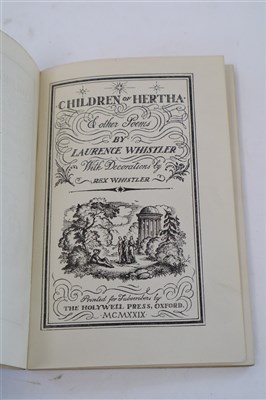 CHILDREN OF HERTHA
& other Poems
BY
LAURENCE WHISTLER
With Decorations by
REX WHISTLER
Printed for Subscribers by
THE HOLYWELL PRESS, OXFORD.
MCMXXIX